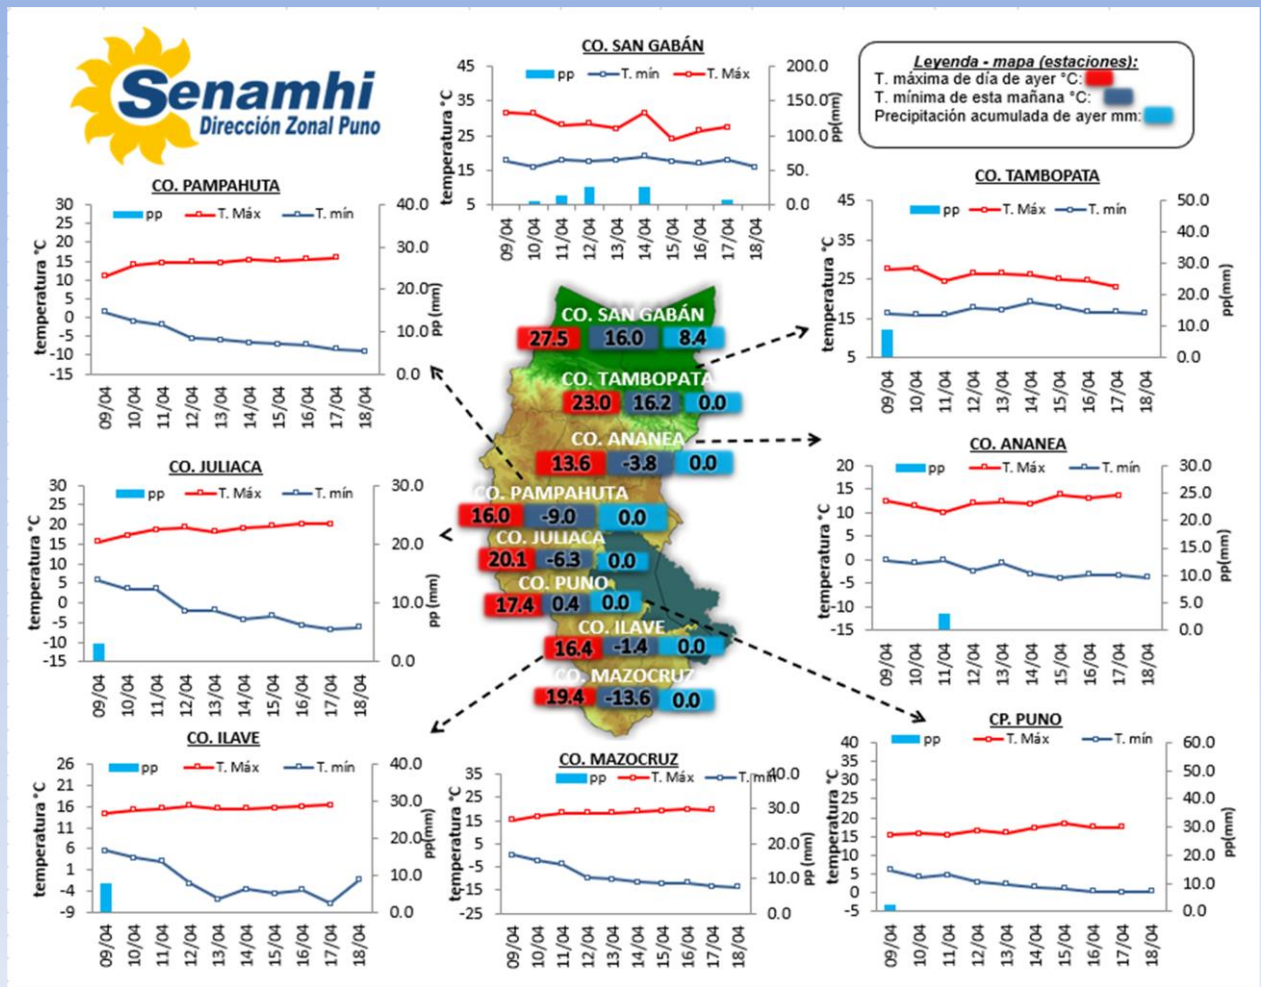 Senamhi
Dirección Zonal Puno
CO. SAN GABÁN
pp T. mín T. Máx
temperatura °C
45
35
25
15
5
200.0
150.0
100.0
50.
0.0
pp(mm)
09/04 10/04 11/04 12/04 13/04 14/04 15/04 16/04 17/04 18/04
Leyenda - mapa (estaciones):
T. máxima de día de ayer °C:
T. mínima de esta mañana °C:
Precipitación acumulada de ayer mm:
CO. PAMPAHUTA
pp T. Máx T. mín
temperatura °C
30
25
20
15
10
5
0
-5
-10
-15
40.0
30.0
20.0
10.0
0.0
pp (mm)
09/04 10/04 11/04 12/04 13/04 14/04 15/04 16/04 17/04 18/04
CO. TAMBOPATA
pp T. Máx T. mín
temperatura °C
45
35
25
15
5
50.0
40.0
30.0
20.0
10.0
0.0
pp(mm)
09/04 10/04 11/04 12/04 13/04 14/04 15/04 16/04 17/04 18/04
CO. SAN GABÁN
27.5 16.0 8.4
CO. TAMBOPATA
23.0 16.2 0.0
CO. ANANEA
13.6 -3.8 0.0
CO. PAMPAHUTA
16.0 -9.0 0.0
CO. JULIACA
20.1 -6.3 0.0
CO. PUNO
17.4 0.4 0.0
CO. ILAVE
16.4 -1.4 0.0
CO. MAZOCRUZ
19.4 -13.6 0.0
CO. JULIACA
pp T. Máx T. mín
temperatura °C
30
25
20
15
10
5
0
-5
-10
-15
30.0
20.0
10.0
0.0
pp (mm)
09/04 10/04 11/04 12/04 13/04 14/04 15/04 16/04 17/04 18/04
CO. ANANEA
pp T. Máx T. mín
temperatura °C
20
15
10
5
0
-5
-10
-15
30.0
25.0
20.0
15.0
10.0
5.0
0.0
pp(mm)
09/04 10/04 11/04 12/04 13/04 14/04 15/04 16/04 17/04 18/04
CO. ILAVE
pp T. Máx T. mín
temperatura °C
26
21
16
11
6
1
-4
-9
40.0
30.0
20.0
10.0
0.0
pp(mm)
09/04 10/04 11/04 12/04 13/04 14/04 15/04 16/04 17/04 18/04
CO. MAZOCRUZ
pp T. Máx T. mín
temperatura °C
35
25
15
5
-5
-15
-25
40.0
30.0
20.0
10.0
0.0
pp (mm)
09/04 10/04 11/04 12/04 13/04 14/04 15/04 16/04 17/04 18/04
CP. PUNO
pp T. Máx T. mín
temperatura °C
40
35
30
25
20
15
10
5
0
-5
60.0
50.0
40.0
30.0
20.0
10.0
0.0
pp(mm)
09/04 10/04 11/04 12/04 13/04 14/04 15/04 16/04 17/04 18/04